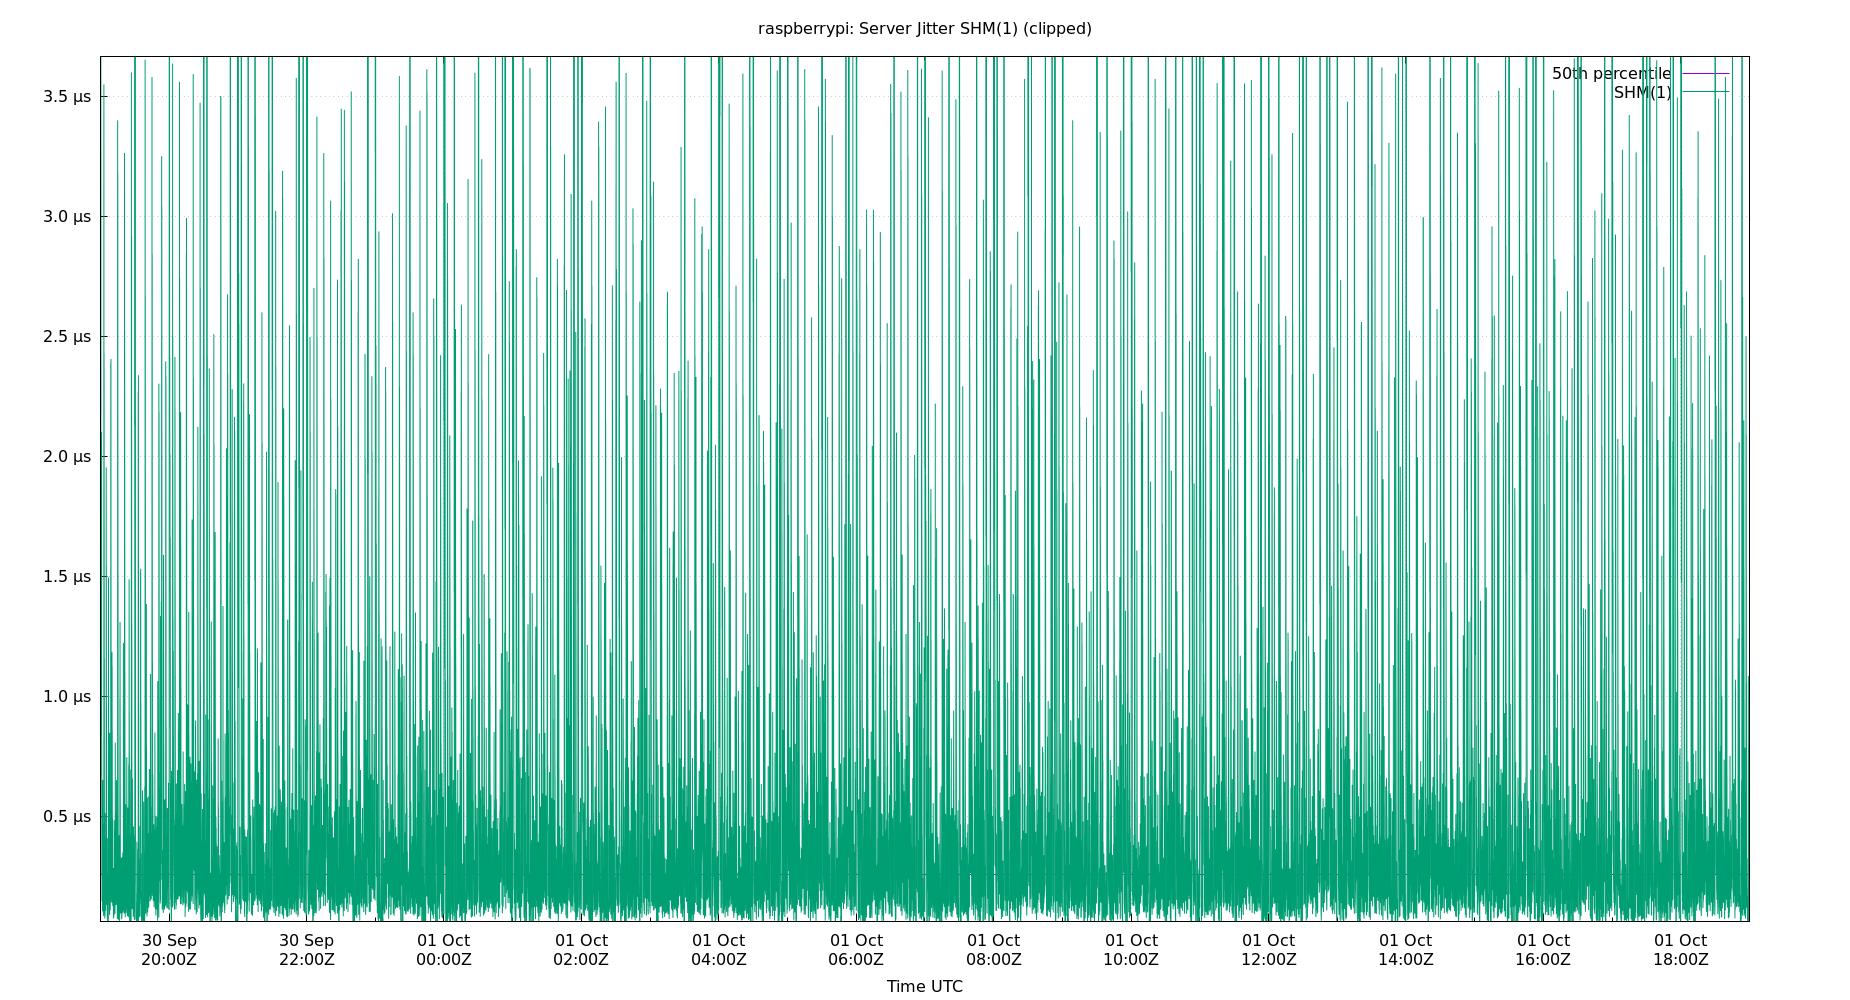 raspberrypi: Server Jitter SHM(1) (clipped)
50th percentile
SHM(1)
3.5 µs
3.0 µs
2.5 µs
2.0 µs
1.5 µs
1.0 µs
0.5 µs
30 Sep 30 Sep 01 Oct 01 Oct 01 Oct 01 Oct 01 Oct 01 Oct 01 Oct 01 Oct 01 Oct 01 Oct
20:00Z 22:00Z 00:00Z 02:00Z 04:00Z 06:00Z 08:00Z 10:00Z 12:00Z 14:00Z 16:00Z 18:00Z
Time UTC